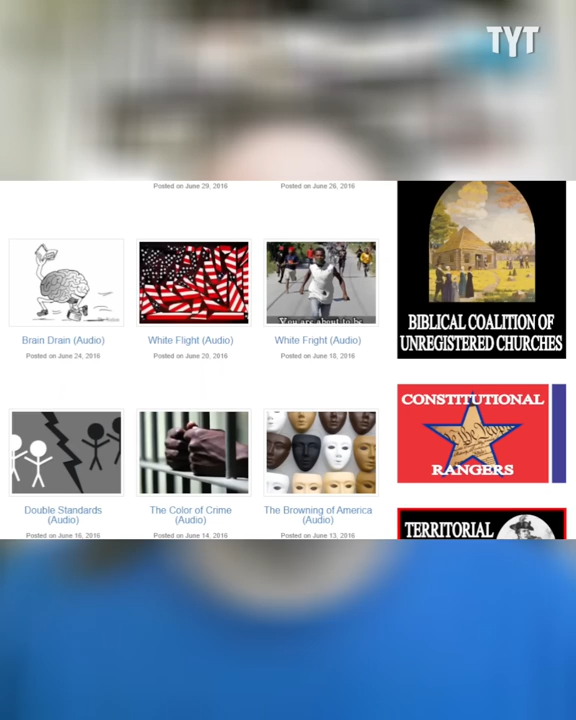 TYT
Posted on June 29, 2016
Posted on June 26, 2016
Brain Drain (Audio)
White Flight (Audio)
White Fright (Audio)
Posted on June 24, 2016
Posted on June 20, 2016
Posted on June 18, 2016
You are about to be
Double Standards
(Audio)
The Color of Crime
(Audio)
The Browning of America
(Audio)
Posted on June 16, 2016
Posted on June 14, 2016
Posted on June 13, 2016
BIBLICAL COALITION OF
UNREGISTERED CHURCHES
CONSTITUTIONAL
We the People
RANGERS
TERRITORIAL